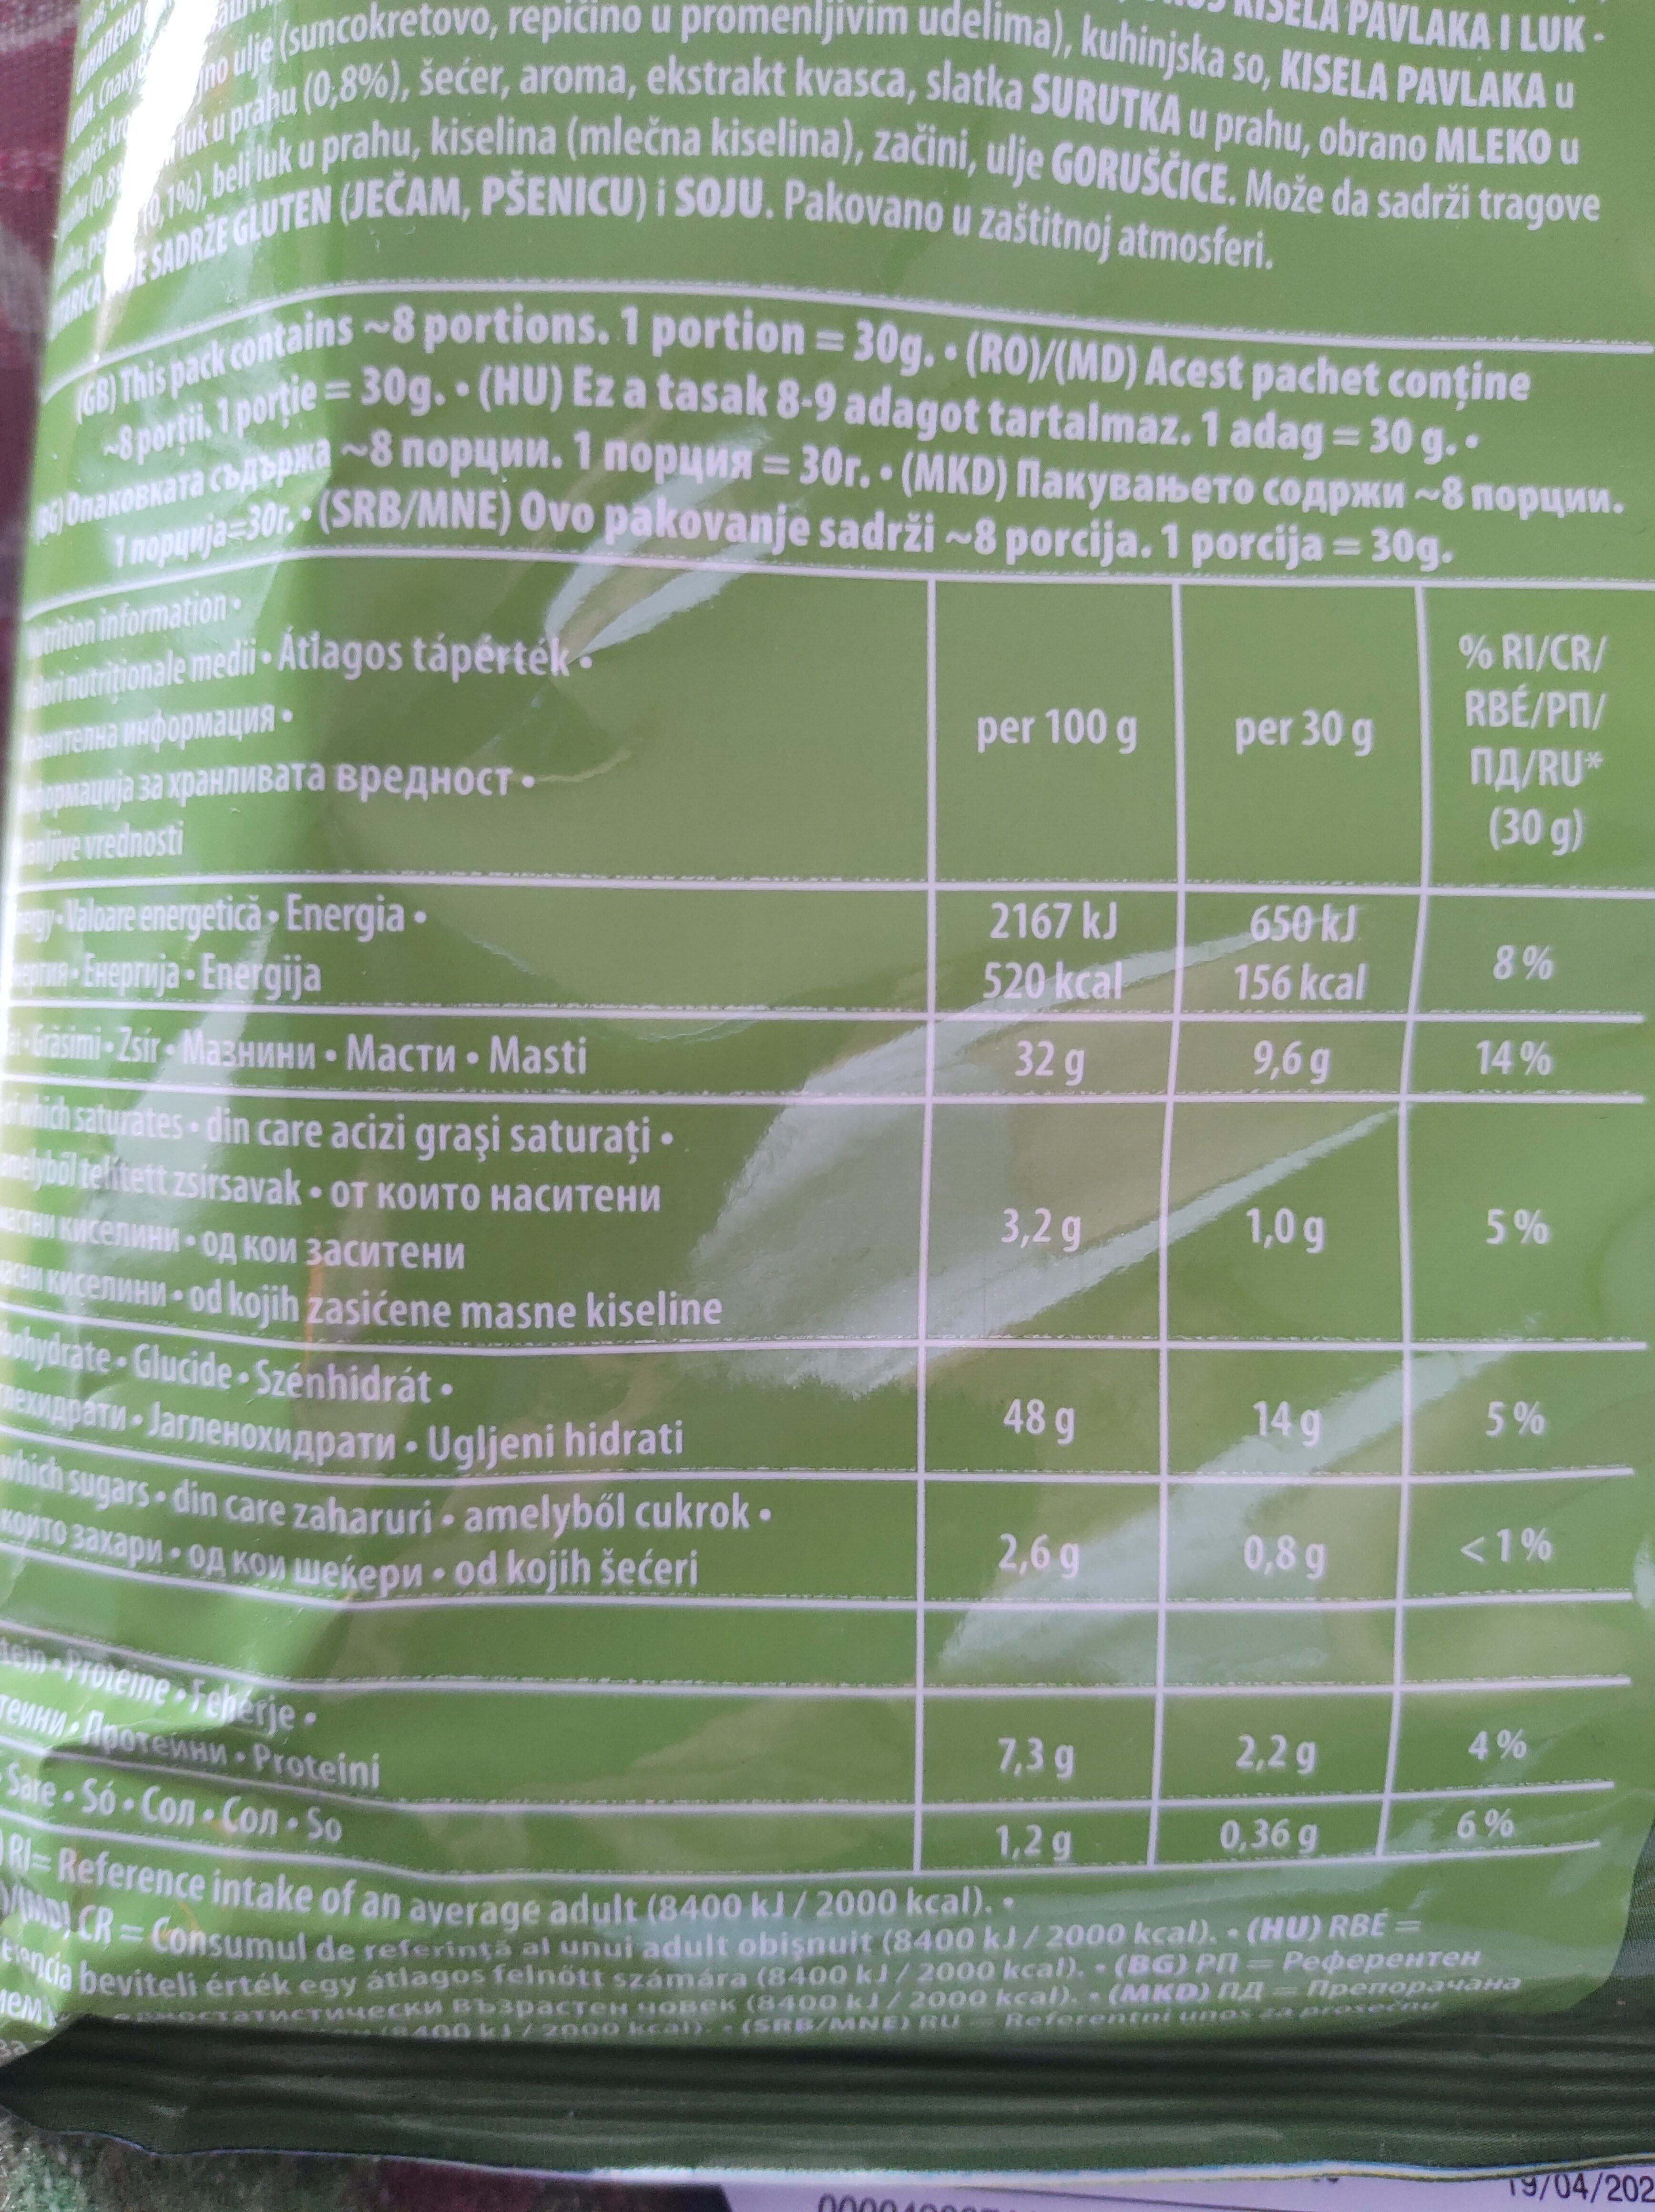 KISELA PAVLAKA I LUK -
ulje (suncokretovo, repičino u promenljivim udelima), kuhinjska so, KISELA PAVLAKA u
luk u prahu (0,8%), šećer, aroma, ekstrakt kvasca, slatka SURUTKA u prahu, obrano MLEKO u
beli luk u prahu, kiselina (mlečna kiselina), začini, ulje GORUŠČICE. Može da sadrži tragove
SADRŽE GLUTEN (JEČAM, PŠENICU) i SOJU. Pakovano u zaštitnoj atmosferi.
(GB) This pack contains ~8 portions. 1 portion = 30g. • (RO)/(MD) Acest pachet conține
~8 porții. 1 porție = 30g. • (HU) Ez a tasak 8-9 adagot tartalmaz. 1 adag = 30 g. •
(BG) Опаковката съдържа ~8 порции. 1 порция = 30г. • (MKD) Пакувањето содржи ~8 порции.
1 порција=30г. • (SRB/MNE) Ovo pakovanje sadrži ~8 porcija. 1 porcija = 30g.
information •
nutriționale medii • Átlagos tápérték •
информация •
за хранливата вредност •
vrednosti
per 100 g
per 30 g
% RI/CR/
RBÉ/РП/
ПД/RU*
(30 g)
Valoare energetică • Energia •
Енергија • Energija
2167 kJ 650 kJ
520 kcal 156 kcal
8 %
Grăsimi • Zsír • Мазнини • Масти • Masti 32 g 9,6 g 14 %
which saturates • din care acizi grași saturați •
telített zsírsavak • от които наситени
киселини • од кои заситени
киселини • od kojih zasićene masne kiseline
3,2 g 1,0 g 5 %
Glucide • Szénhidrát •
Јагленохидрати • Ugljeni hidrati
48 g 14 g 5 %
which sugars • din care zaharuri • amelyből cukrok •
които захари • од кои шеќери • od kojih šećeri
2,6 g 0,8 g <1 %
Proteine • Fehérje •
Протеини • Proteini
7,3 g 2,2 g 4 %
Sare • Só • Сол • Сол • So 1,2 g 0,36 g 6 %
RI= Reference intake of an average adult (8400 kJ / 2000 kcal). •
CR = Consumul de referință al unui adult obișnuit (8400 kJ / 2000 kcal). • (HU) RBÉ =
beviteli érték egy átlagos felnőtt számára (8400 kJ / 2000 kcal). • (BG) РП = Референтен
възрастен човек (8400 kJ / 2000 kcal). • (MKD) ПД = Препорачана
(8400 kJ / 2000 kcal). • (SRB/MNE) RU = Referentni unos za prosečnu
19/04/202